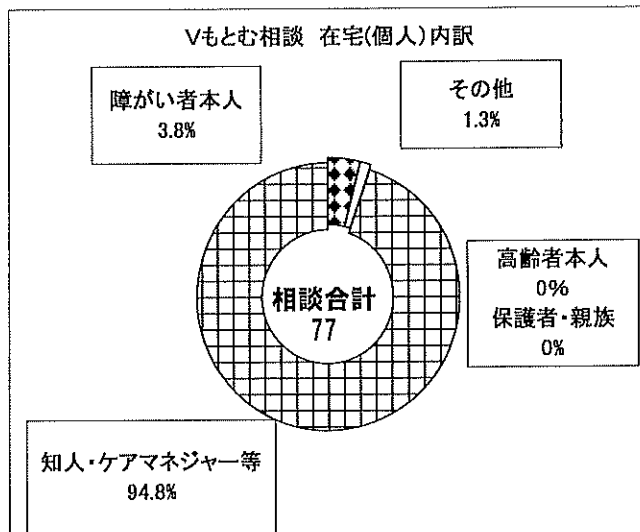 Vもとむ相談 在宅(個人)内訳
障がい者本人
3.8%
その他
1.3%
高齢者本人
0%
保護者・親族
0%
相談合計
77
知人・ケアマネジャー等
94.8%